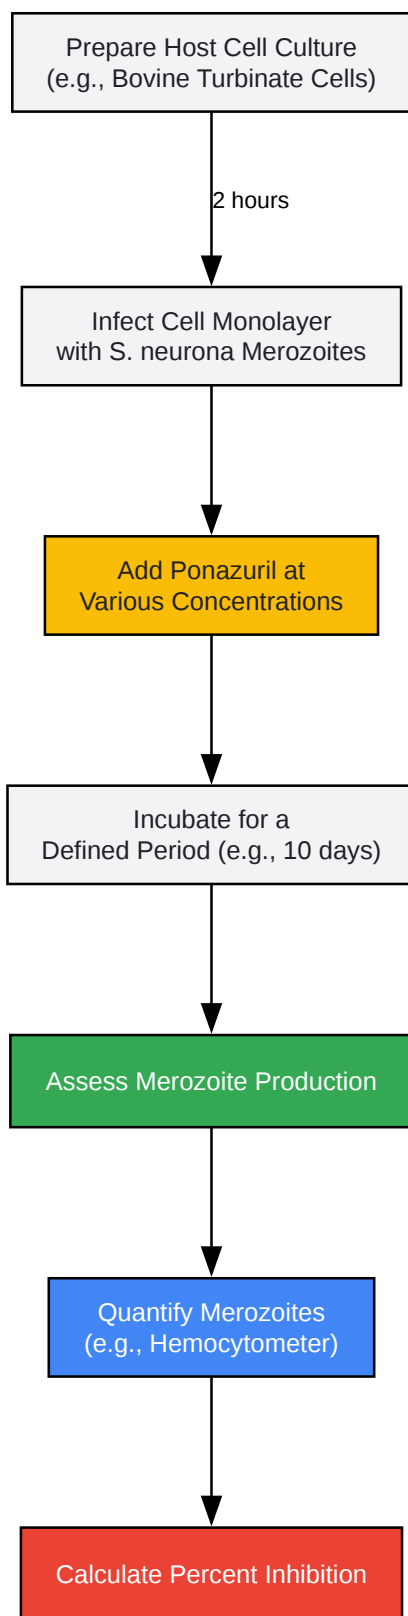 Prepare Host Cell Culture
(e.g., Bovine Turbinate Cells)
2 hours
Infect Cell Monolayer
with S. neurona Merozoites
Add Ponazuril at
Various Concentrations
Incubate for a
Defined Period (e.g., 10 days)
Assess Merozoite Production
Quantify Merozoites
(e.g., Hemocytometer)
Calculate Percent Inhibition